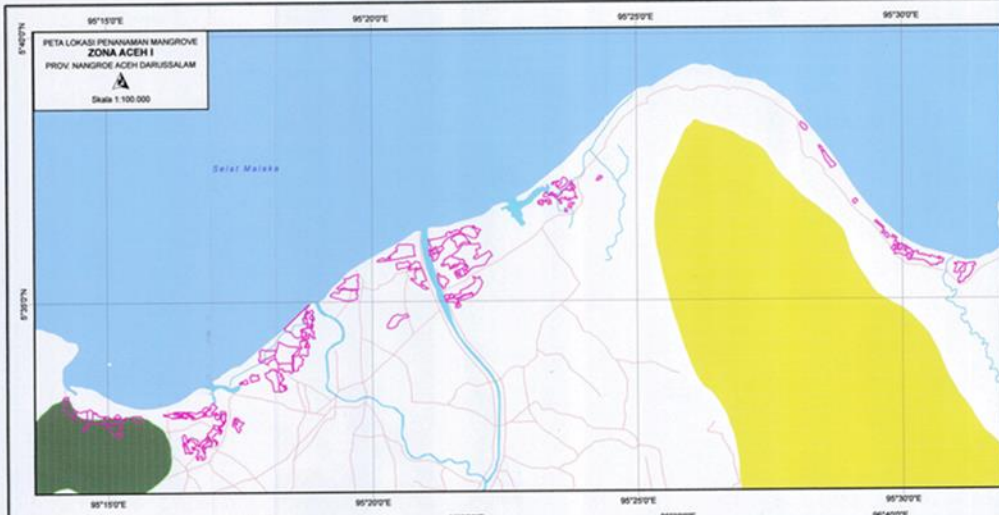 95°15'0"E 95°20'0"E 95°25'0"E 95°30'0"E
5°40'0"N
PETA LOKASI PENANAMAN MANGROVE
ZONA ACEH I
PROV. NANGROE ACEH DARUSSALAM
Skala 1:100.000
Selat Malaka
5°35'0"N
95°15'0"E 95°20'0"E 95°25'0"E 95°30'0"E